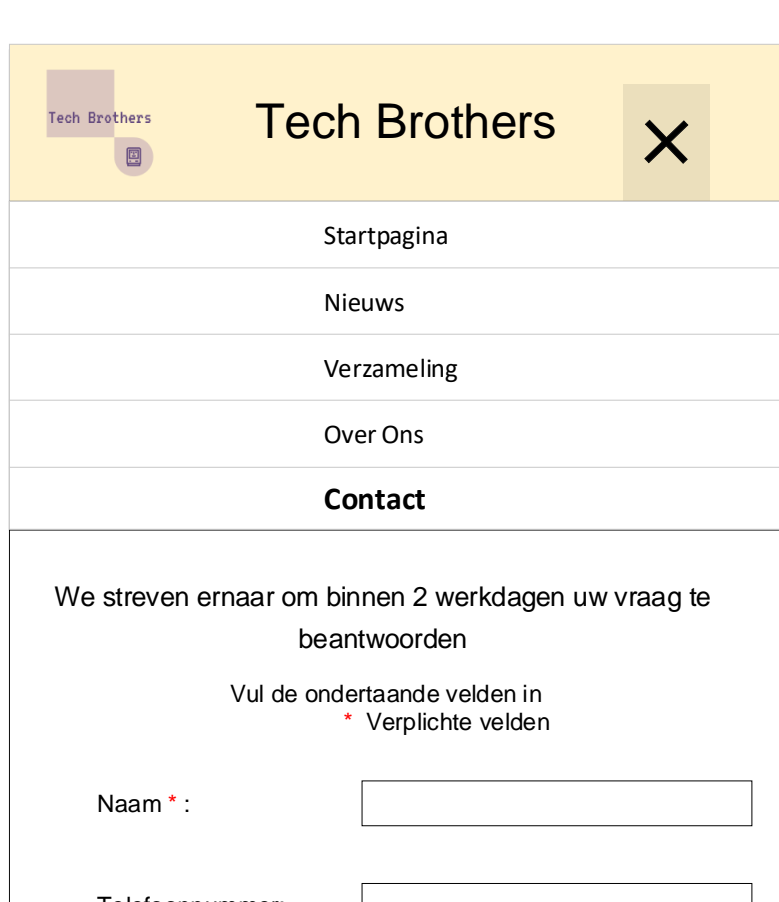 Tech Brothers
Tech Brothers
Startpagina
Nieuws
Verzameling
Over Ons
Contact
We streven ernaar om binnen 2 werkdagen uw vraag te
beantwoorden
Vul de ondertaande velden in
* Verplichte velden
Naam * :
Telefoonnummer: